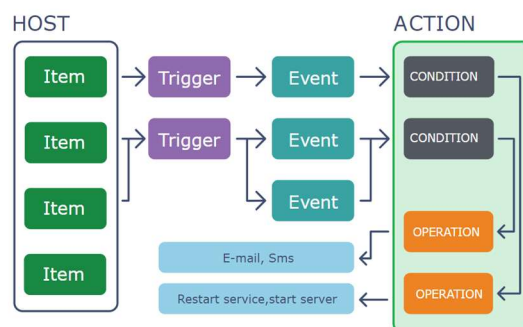 HOST
ACTION
Item
Trigger
Event
CONDITION
Item
Trigger
Event
CONDITION
Item
Event
OPERATION
E-mail, Sms
Item
OPERATION
Restart service,start server